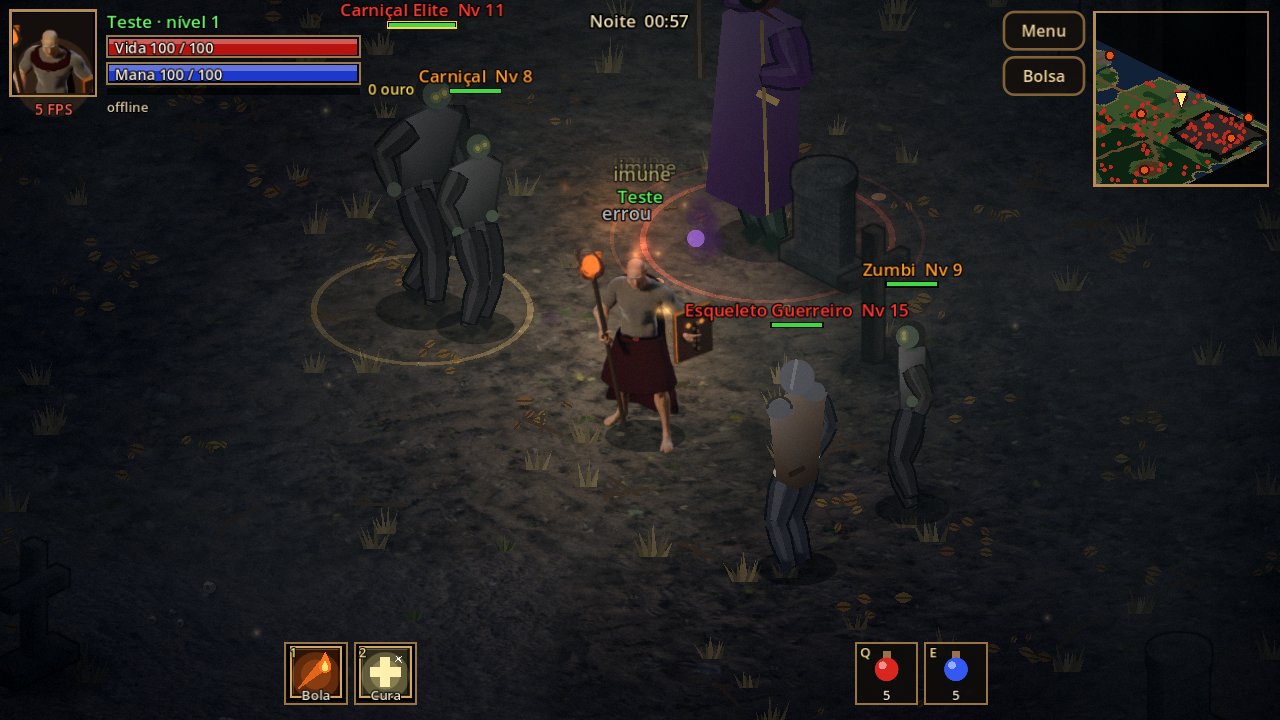 Teste · nível 1
Vida 100 / 100
Mana 100 / 100
5 FPS
offline
0 ouro
Carniçal Elite Nv 11
Carniçal Nv 8
Noite 00:57
Menu
Bolsa
imune
imune
Teste
errou
Zumbi Nv 9
Esqueleto Guerreiro Nv 15
1
Bola
2
×
Cura
Q
5
E
5